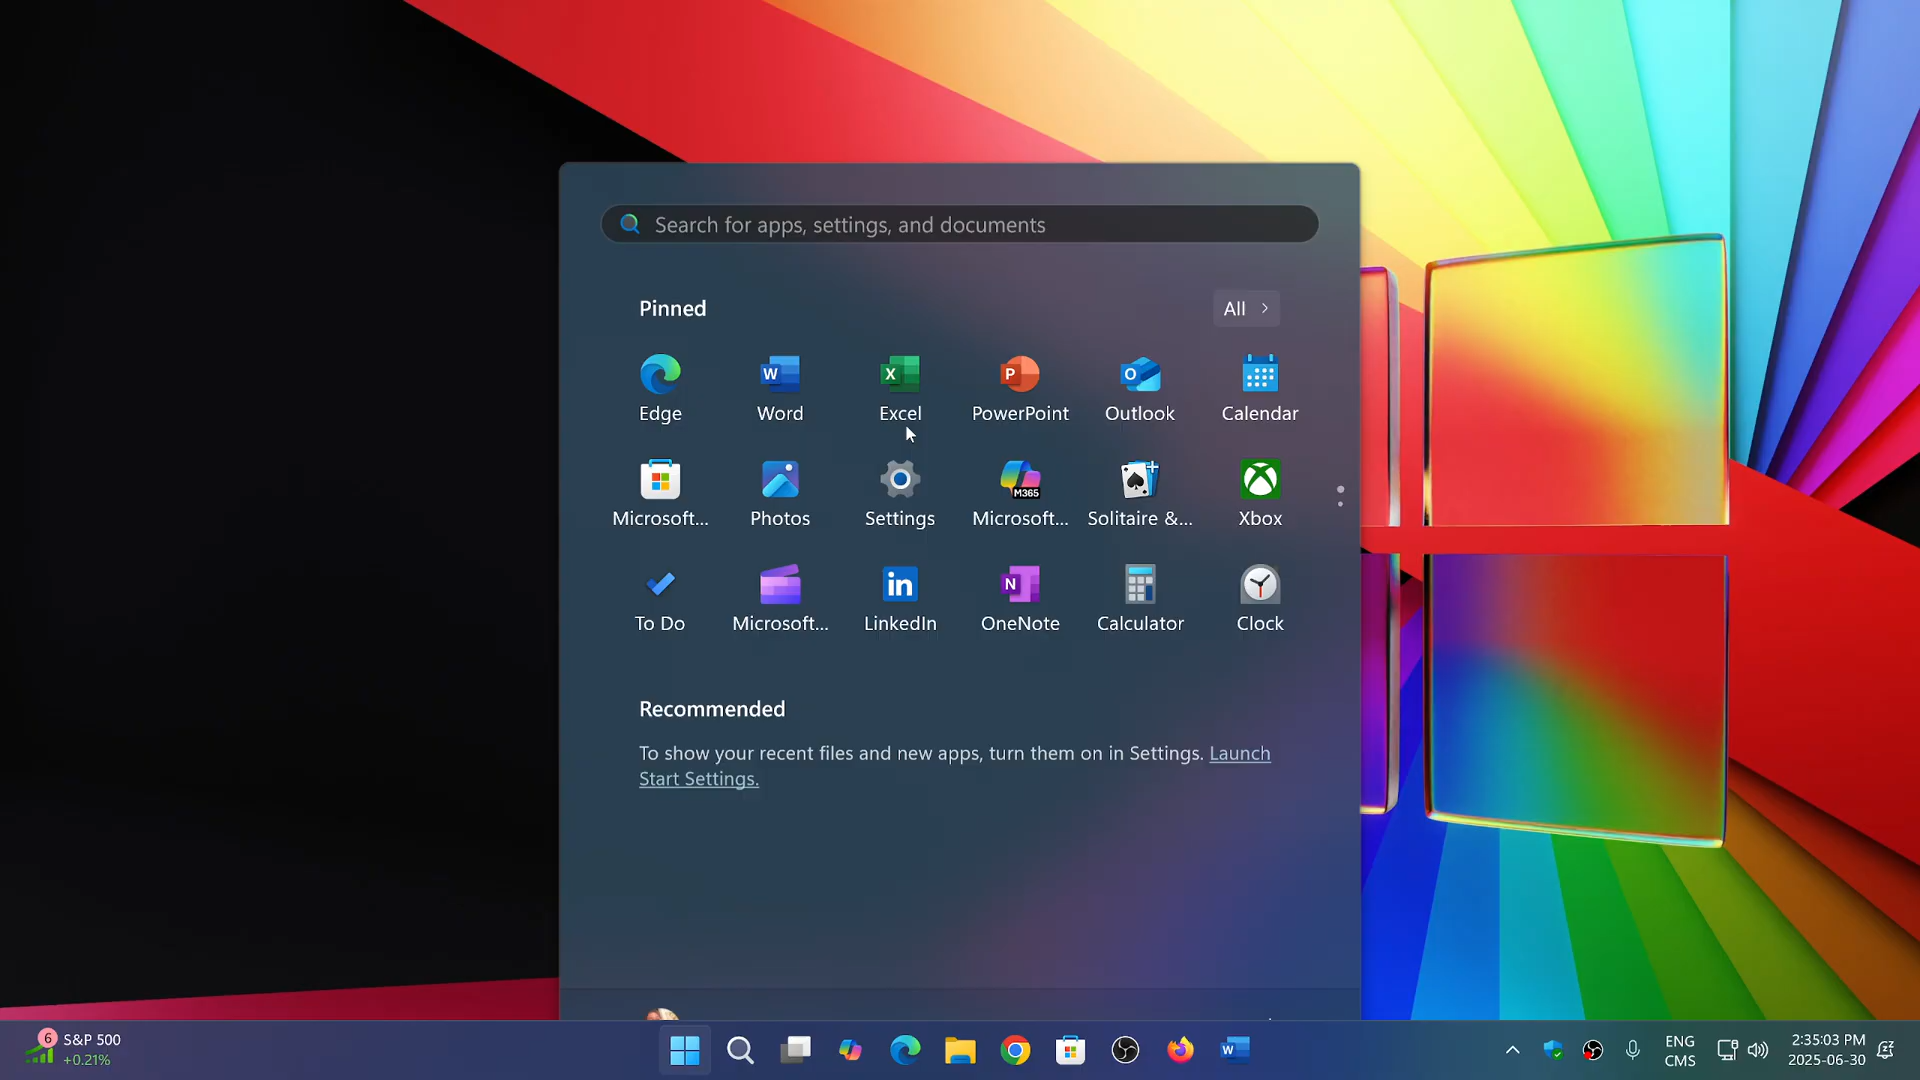 Search for apps, settings, and documents
Pinned
All
Edge
Word
Excel
PowerPoint
Outlook
Calendar
Microsoft...
Photos
Settings
M365
Microsoft...
Solitaire &...
Xbox
To Do
Microsoft...
LinkedIn
OneNote
Calculator
Clock
Recommended
To show your recent files and new apps, turn them on in Settings. Launch
Start Settings.
6
S&P 500
+0.21%
ENG
CMS
2:35:03 PM
2025-06-30